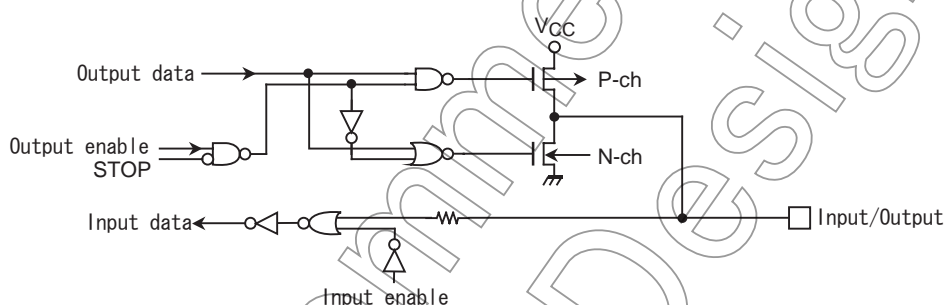 VCC
Output data
P-ch
Output enable
STOP
N-ch
Input data
Input/Output
Input enable